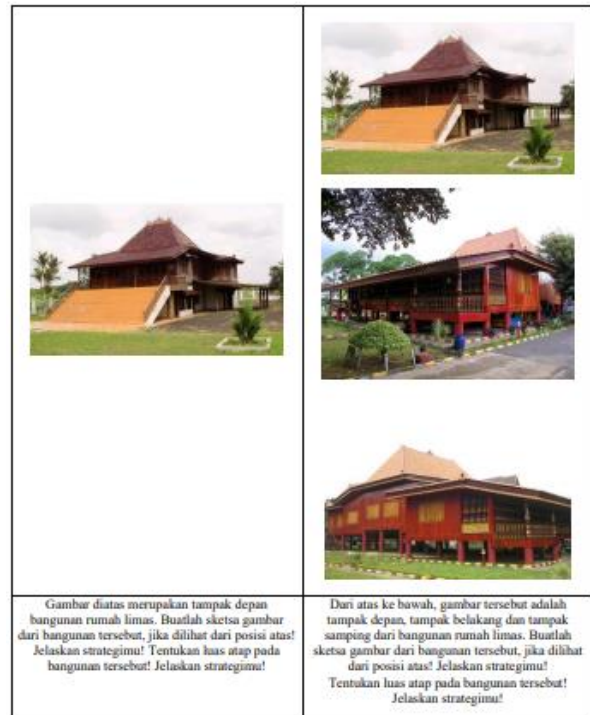 Gambar diatas merupakan tampak depan
bangunan rumah limas. Buatlah sketsa gambar
dari bangunan tersebut, jika dilihat dari posisi atas!
Jelaskan strategimu! Tentukan luas atap pada
bangunan tersebut! Jelaskan strategimu!
Dari atas ke bawah, gambar tersebut adalah
tampak depan, tampak belakang dan tampak
samping dari bangunan rumah limas. Buatlah
sketsa gambar dari bangunan tersebut, jika dilihat
dari posisi atas! Jelaskan strategimu!
Tentukan luas atap pada bangunan tersebut!
Jelaskan strategimu!